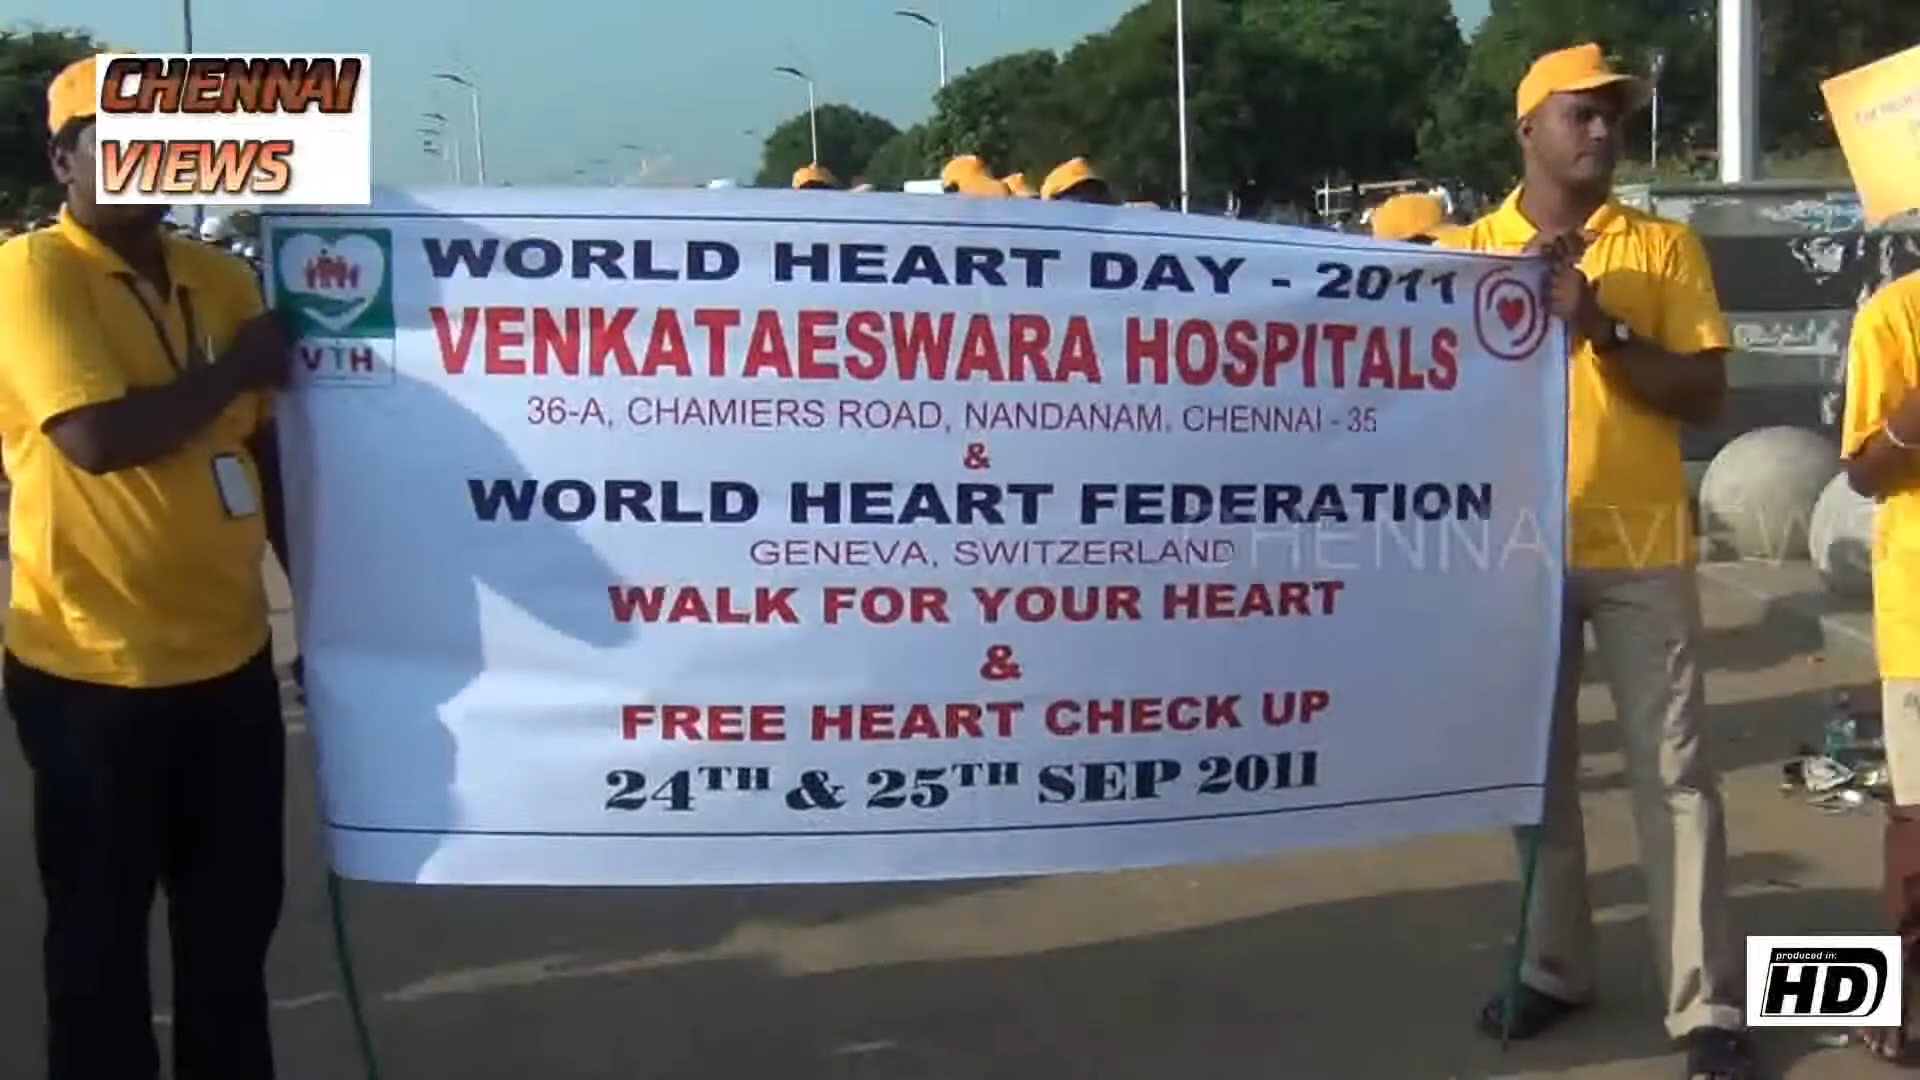 CHENNAI
VIEWS
WORLD HEART DAY - 2011
VENKATAESWARA HOSPITALS
VTH
36-A, CHAMIERS ROAD, NANDANAM, CHENNAI - 35
&
WORLD HEART FEDERATION
GENEVA, SWITZERLAND
CHENNAI VIEWS
WALK FOR YOUR HEART
&
FREE HEART CHECK UP
24TH & 25TH SEP 2011
produced in:
HD